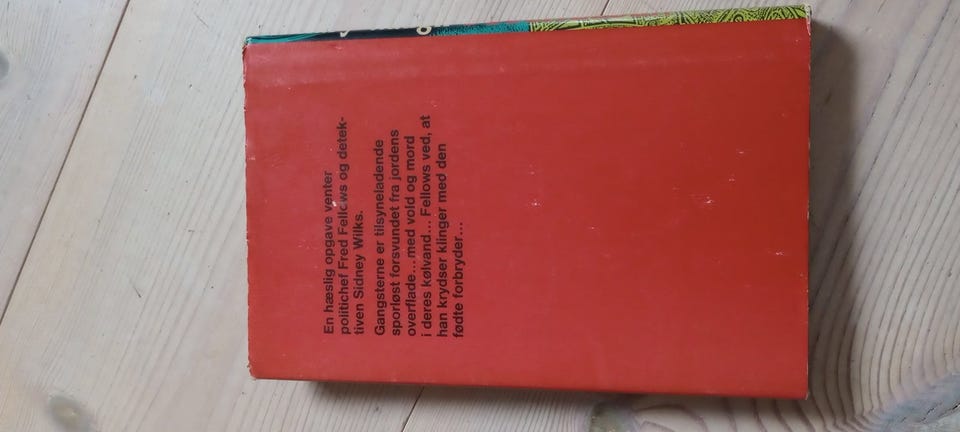 En hæslig opgave venter
politichef Fred Fellows og detek-
tiven Sidney Wilks.
Gangsterne er tilsyneladende
sporløst forsvundet fra jordens
overflade... med vold og mord
i deres kølvand... Fellows ved, at
han krydser klinger med den
fødte forbryder...